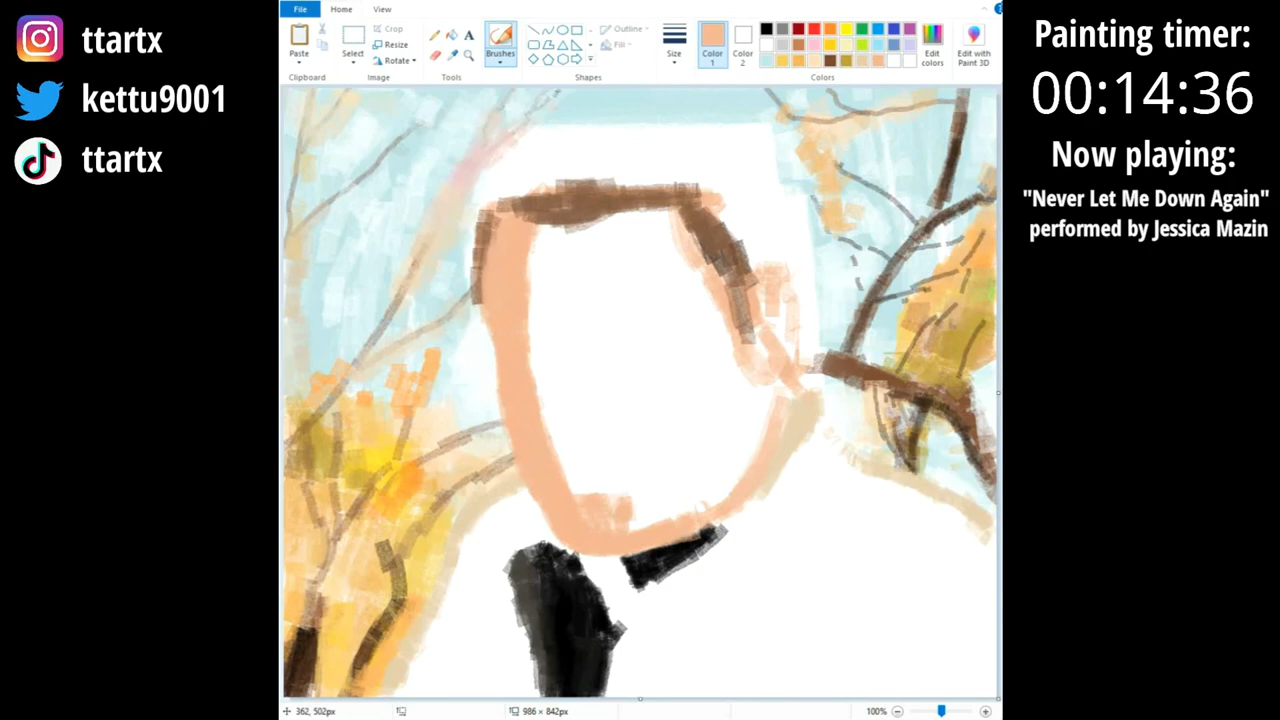 ttartx
kettu9001
ttartx
File Home View
Paste
Clipboard
Select
Crop
Resize
Rotate
Image
Brushes
Tools
A
Outline
Fill
Shapes
Size
Color
1
Color
2
Edit
colors
Edit with
Paint 3D
Colors
362, 502px
986 × 842px
100%
Painting timer:
00:14:36
Now playing:
"Never Let Me Down Again"
performed by Jessica Mazin